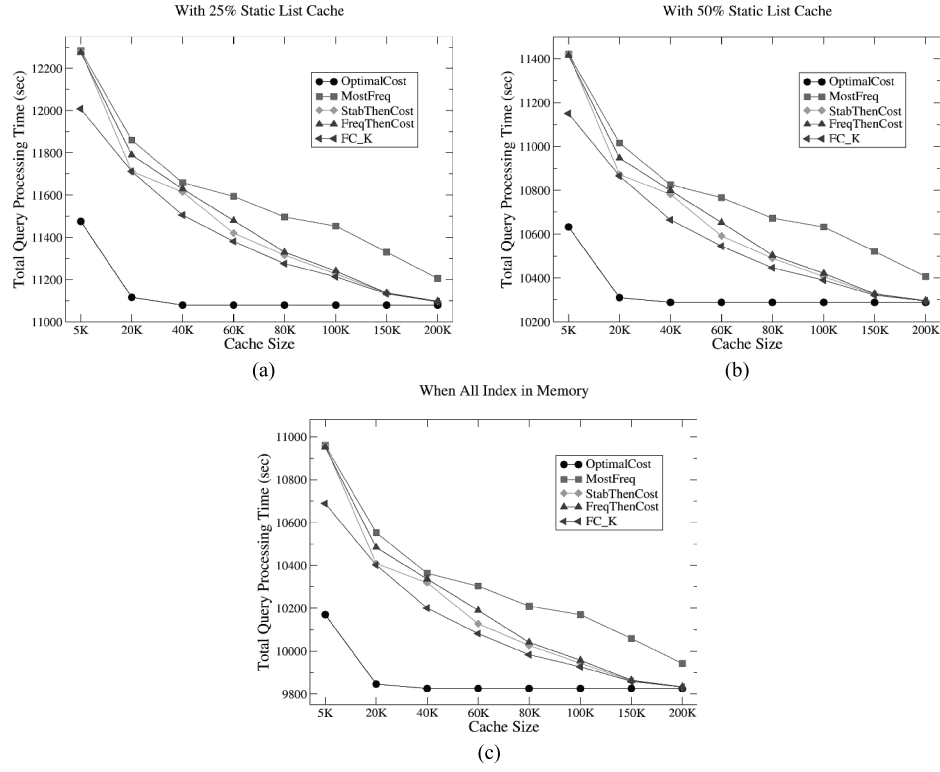 With 25% Static List Cache
Total Query Processing Time (sec)
12200
12000
11800
11600
11400
11200
11000
OptimalCost
MostFreq
StabThenCost
FreqThenCost
FC_K
5K 20K 40K 60K 80K 100K 150K 200K
Cache Size
(a)
With 50% Static List Cache
Total Query Processing Time (sec)
11400
11200
11000
10800
10600
10400
10200
OptimalCost
MostFreq
StabThenCost
FreqThenCost
FC_K
5K 20K 40K 60K 80K 100K 150K 200K
Cache Size
(b)
When All Index in Memory
Total Query Processing Time (sec)
11000
10800
10600
10400
10200
10000
9800
OptimalCost
MostFreq
StabThenCost
FreqThenCost
FC_K
5K 20K 40K 60K 80K 100K 150K 200K
Cache Size
(c)